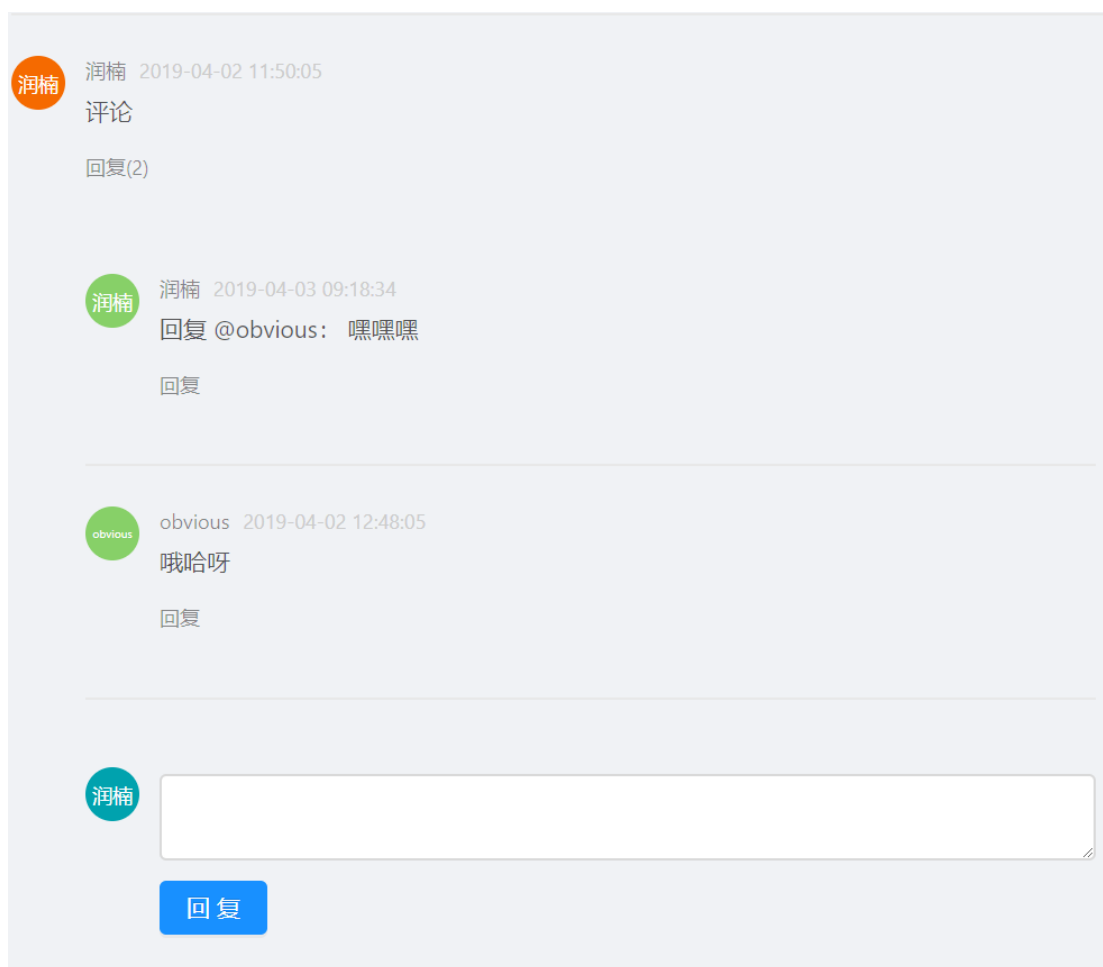 润楠
润楠 2019-04-02 11:50:05
评论
回复(2)
润楠
润楠 2019-04-03 09:18:34
回复 @obvious： 嘿嘿嘿
回复
obvious
obvious 2019-04-02 12:48:05
哦哈呀
回复
润楠
回 复